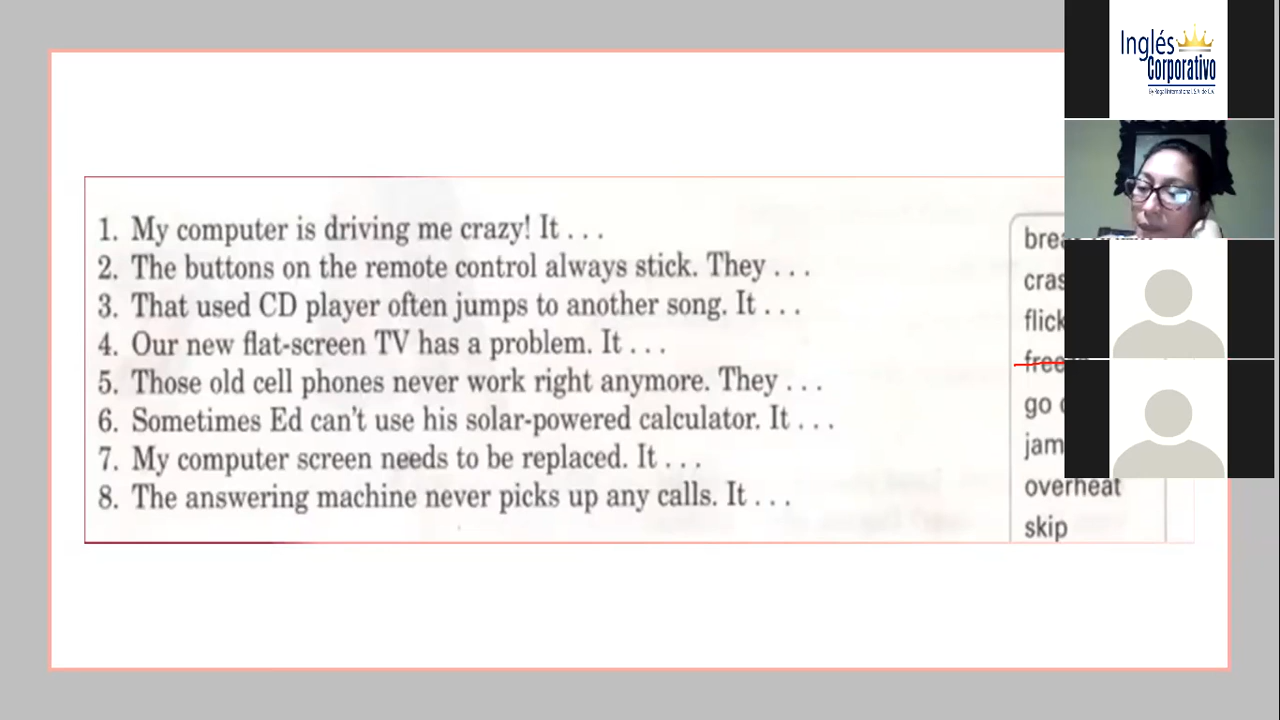 Inglés
Corporativo
1. My computer is driving me crazy! It . . .
2. The buttons on the remote control always stick. They . . .
3. That used CD player often jumps to another song. It . . .
4. Our new flat-screen TV has a problem. It . . .
5. Those old cell phones never work right anymore. They . . .
6. Sometimes Ed can't use his solar-powered calculator. It . . .
7. My computer screen needs to be replaced. It . . .
8. The answering machine never picks up any calls. It . . .
go
jam
overheat
skip